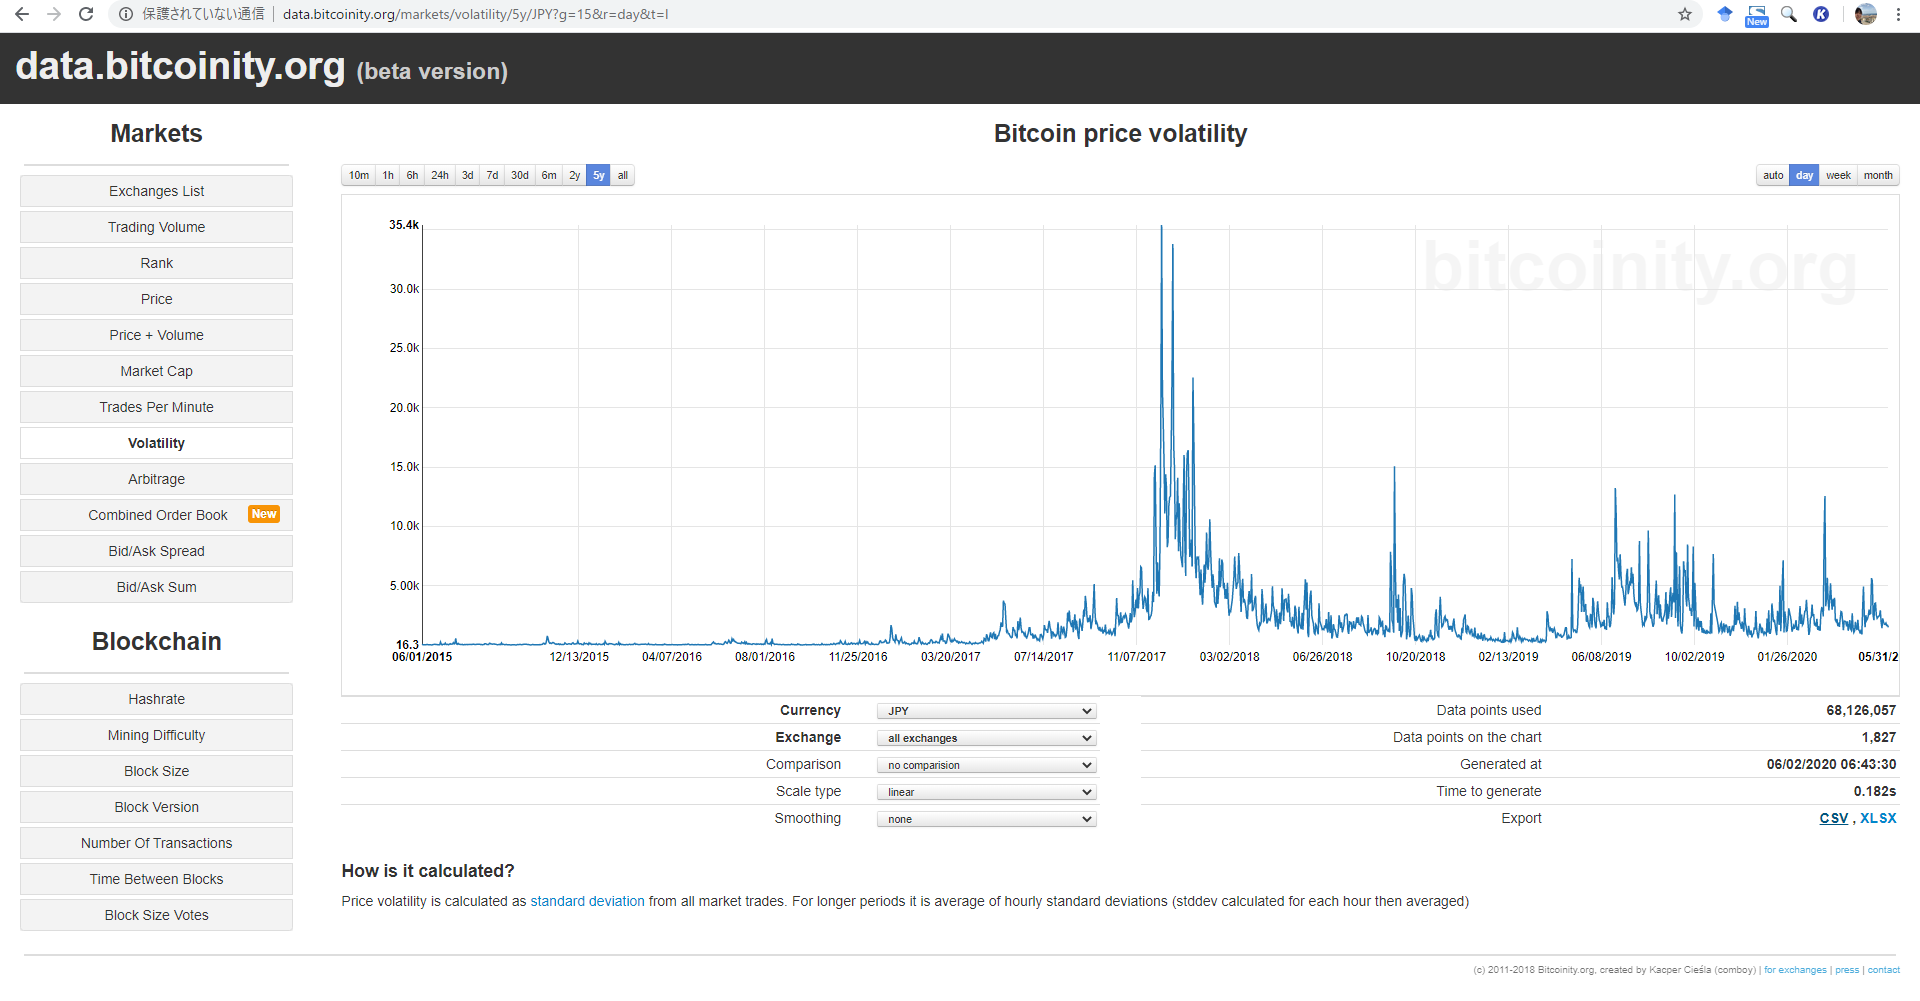 保護されていない通信 | data.bitcoinity.org/markets/volatility/5y/JPY?g=15&r=day&t=l
New
data.bitcoinity.org (beta version)
Markets
Exchanges List
Trading Volume
Rank
Price
Price + Volume
Market Cap
Trades Per Minute
Volatility
Arbitrage
Combined Order Book New
Bid/Ask Spread
Bid/Ask Sum
Blockchain
Hashrate
Mining Difficulty
Block Size
Block Version
Number Of Transactions
Time Between Blocks
Block Size Votes
Bitcoin price volatility
10m 1h 6h 24h 3d 7d 30d 6m 2y 5y all
auto day week month
bitcoinity.org
35.4k
30.0k
25.0k
20.0k
15.0k
10.0k
5.00k
16.3
06/01/2015 12/13/2015 04/07/2016 08/01/2016 11/25/2016 03/20/2017 07/14/2017 11/07/2017 03/02/2018 06/26/2018 10/20/2018 02/13/2019 06/08/2019 10/02/2019 01/26/2020 05/31/2
Currency JPY
Exchange all exchanges
Comparison no comparision
Scale type linear
Smoothing none
Data points used 68,126,057
Data points on the chart 1,827
Generated at 06/02/2020 06:43:30
Time to generate 0.182s
Export CSV , XLSX
How is it calculated?
Price volatility is calculated as standard deviation from all market trades. For longer periods it is average of hourly standard deviations (stddev calculated for each hour then averaged)
(c) 2011-2018 Bitcoinity.org, created by Kacper Cieśla (comboy) | for exchanges | press | contact